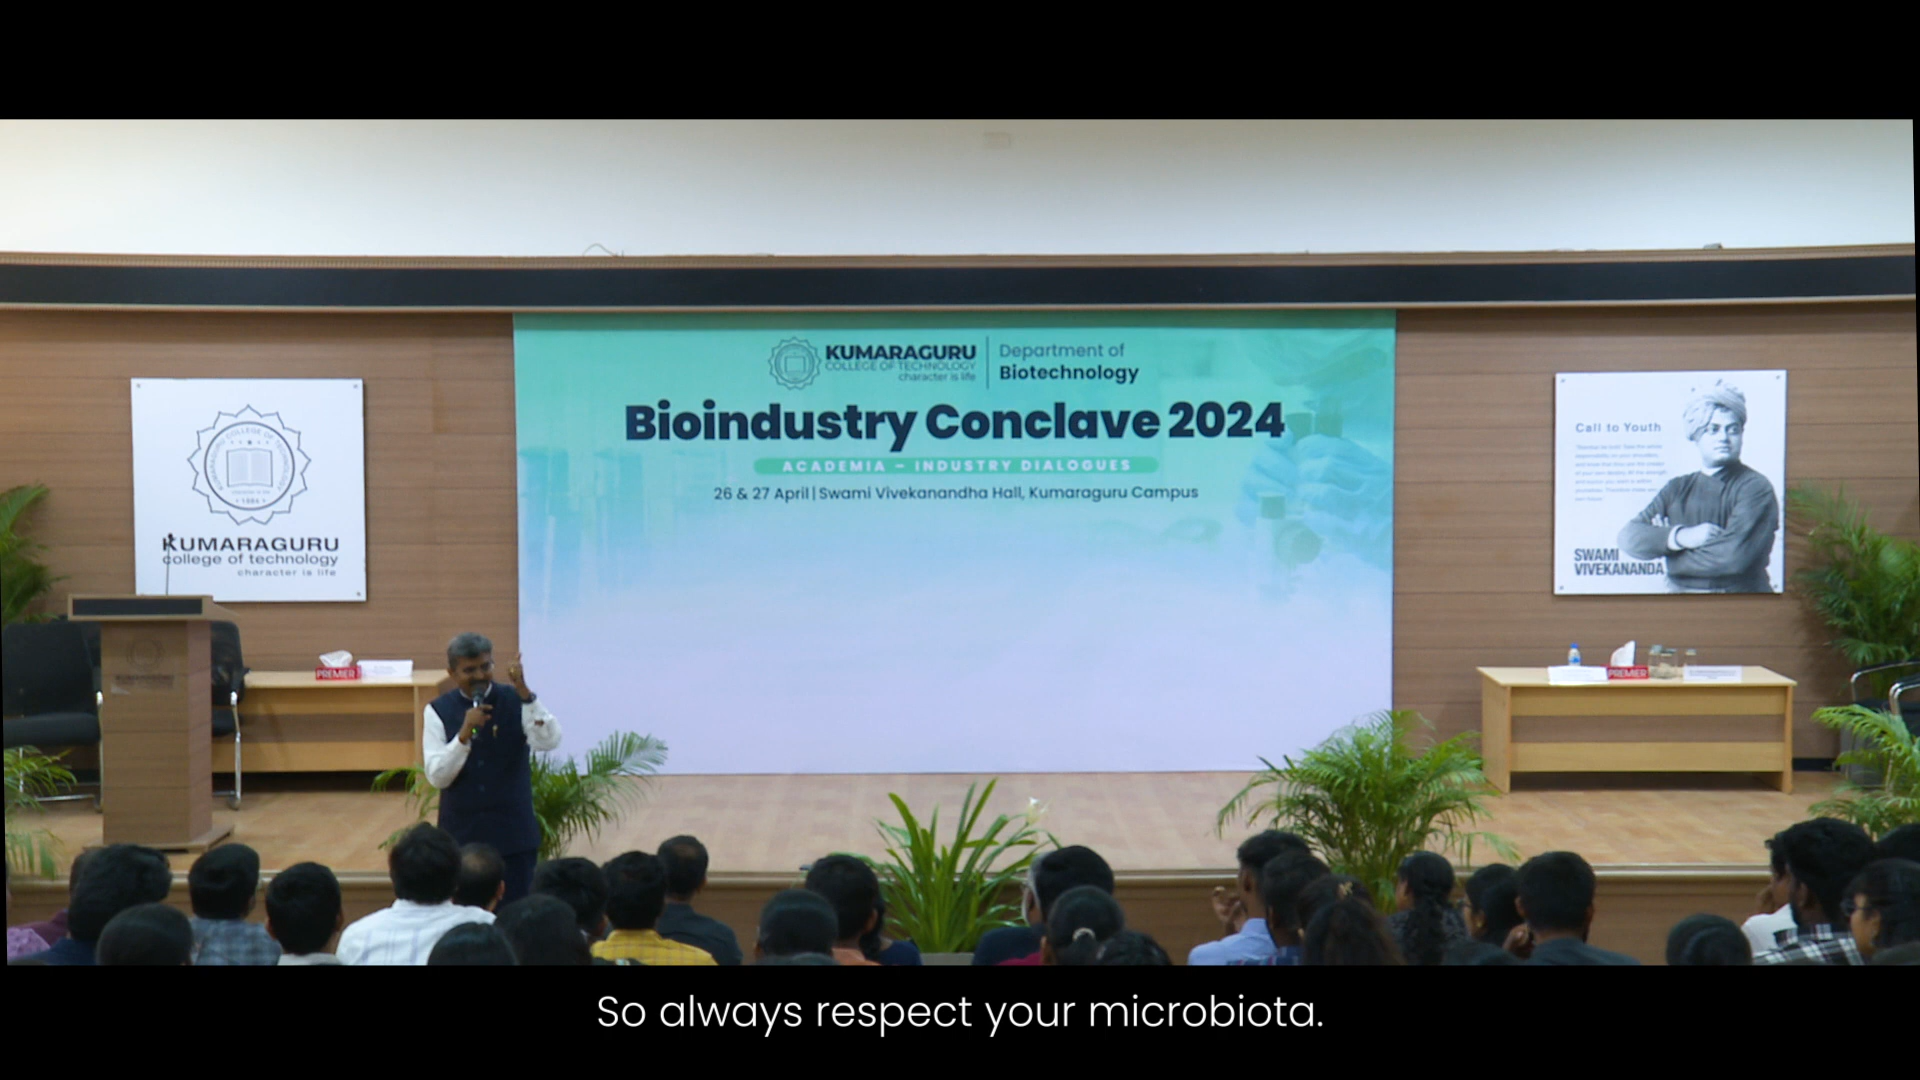 KUMARAGURU
COLLEGE OF TECHNOLOGY
character is life
Department of
Biotechnology
Bioindustry Conclave 2024
ACADEMIA – INDUSTRY DIALOGUES
26 & 27 April | Swami Vivekanandha Hall, Kumaraguru Campus
KUMARAGURU
college of technology
character is life
Call to Youth
SWAMI
VIVEKANANDA
KUMARAGURU
PREMIER
PREMIER
So always respect your microbiota.